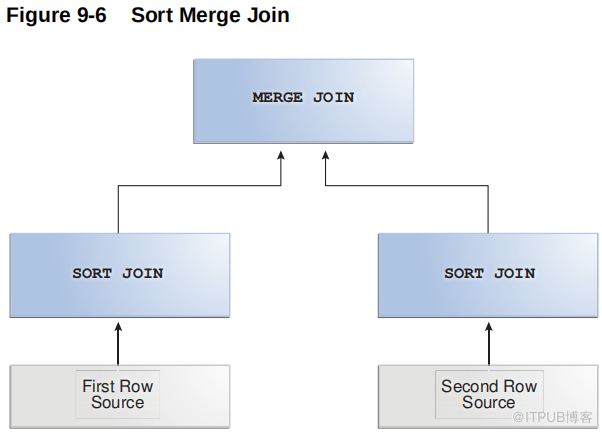 Figure 9-6 Sort Merge Join
MERGE JOIN
SORT JOIN
SORT JOIN
First Row
Source
Second Row
Source
@ITPUB博客